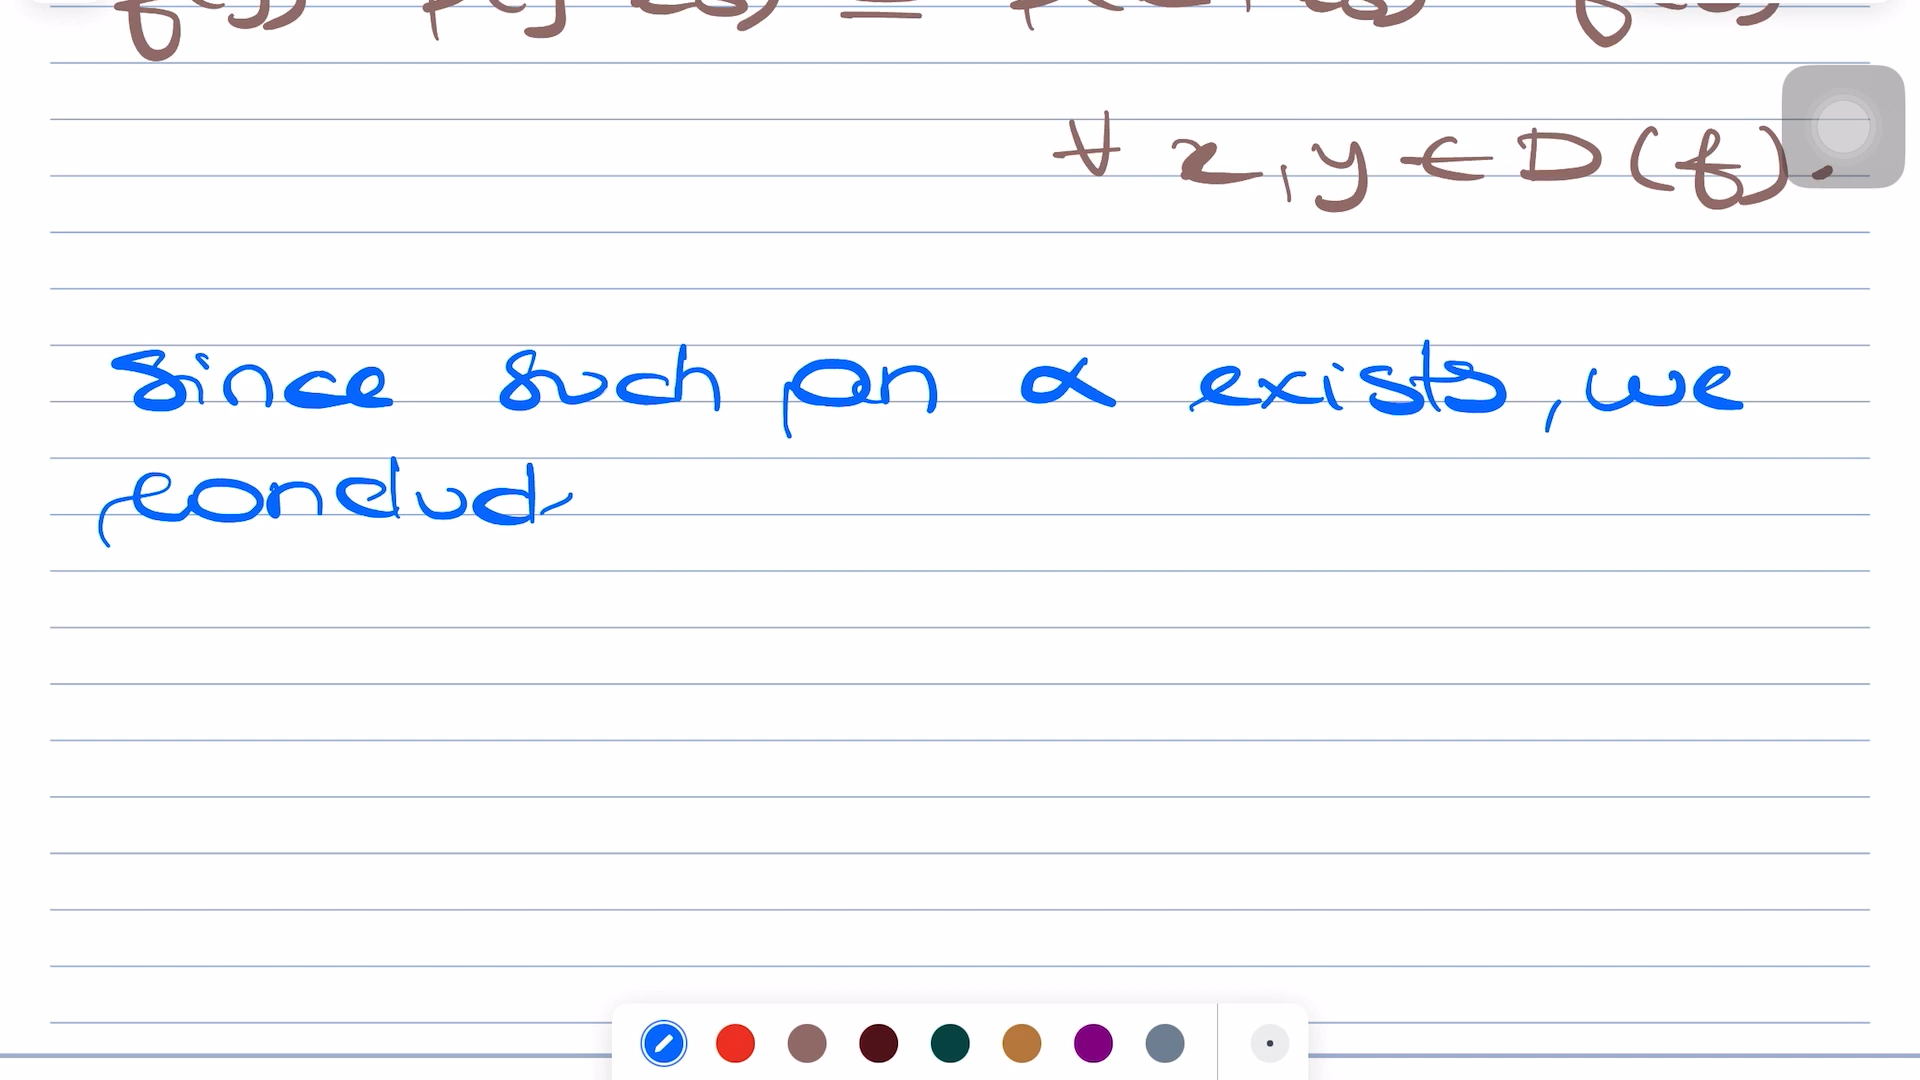 ∀ x, y ∈ D(f).
Since such an α exists, we
conclud